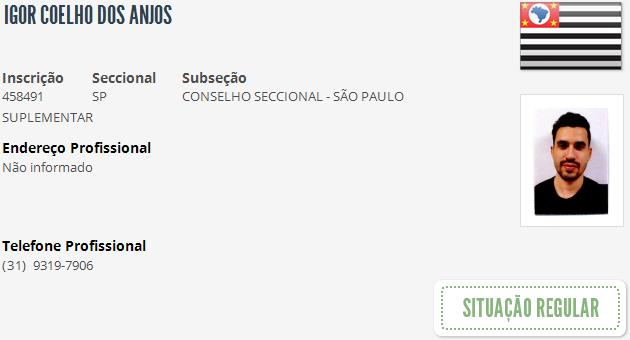 IGOR COELHO DOS ANJOS
Inscrição Seccional Subseção
458491 SP CONSELHO SECCIONAL - SÃO PAULO
SUPLEMENTAR
Endereço Profissional
Não informado
Telefone Profissional
(31) 9319-7906
SITUAÇÃO REGULAR